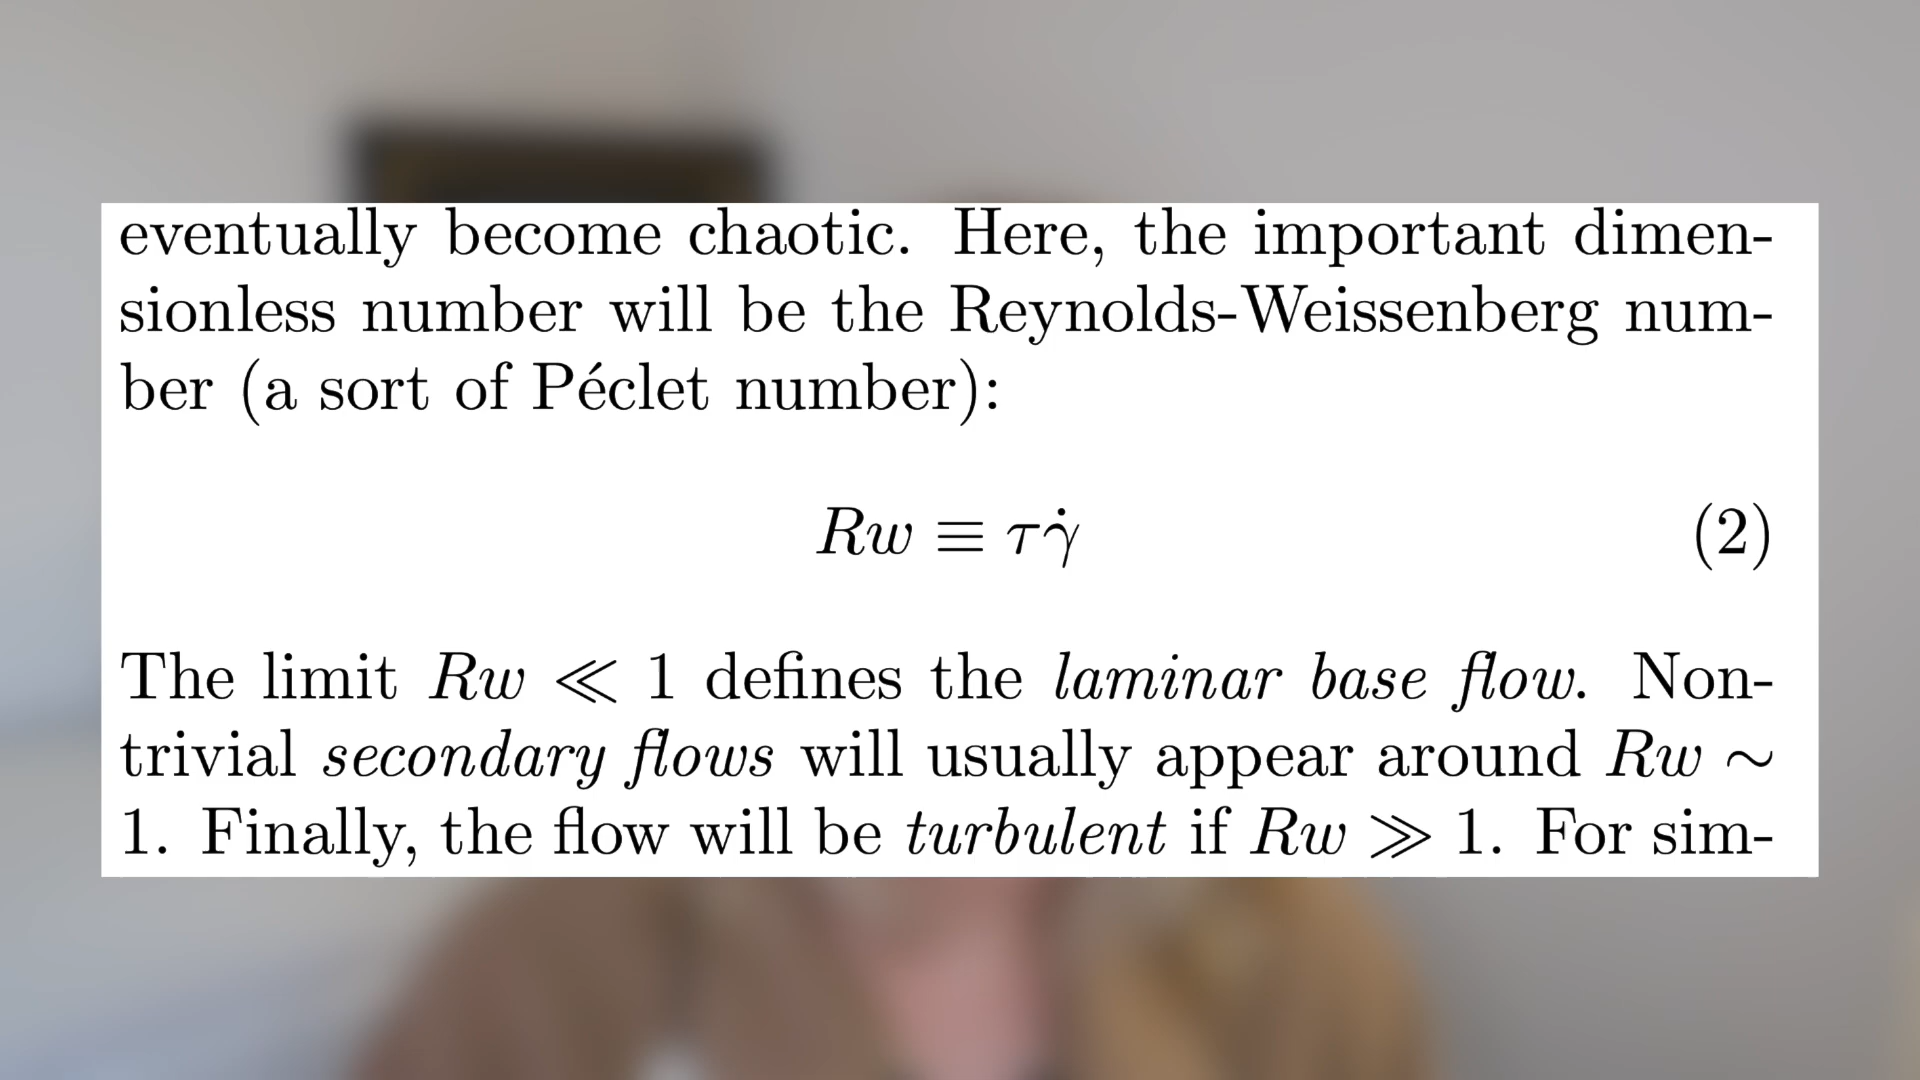 eventually become chaotic. Here, the important dimen-
sionless number will be the Reynolds-Weissenberg num-
ber (a sort of Péclet number):
Rw ≡ τγ̇ (2)
The limit Rw ≪ 1 defines the laminar base flow. Non-
trivial secondary flows will usually appear around Rw ∼
1. Finally, the flow will be turbulent if Rw ≫ 1. For sim-